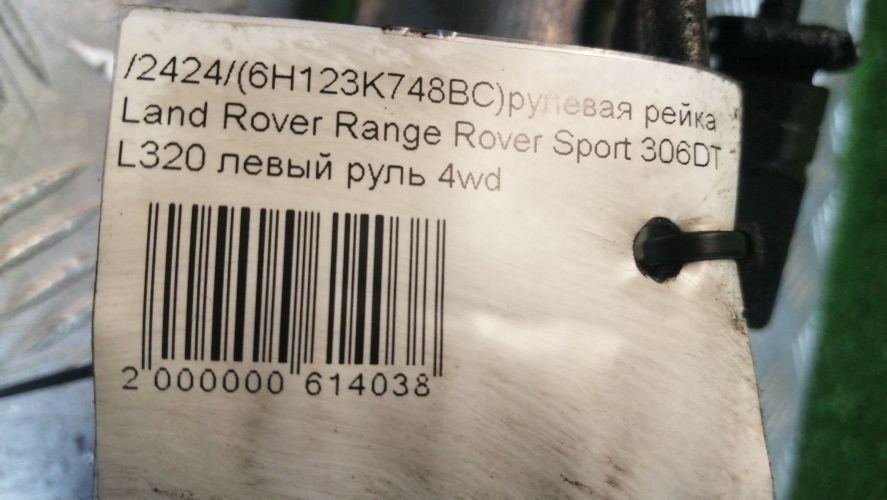 /2424/(6H123K748BC)рулевая рейка
Land Rover Range Rover Sport 306DT
L320 левый руль 4wd
2 000000 614038